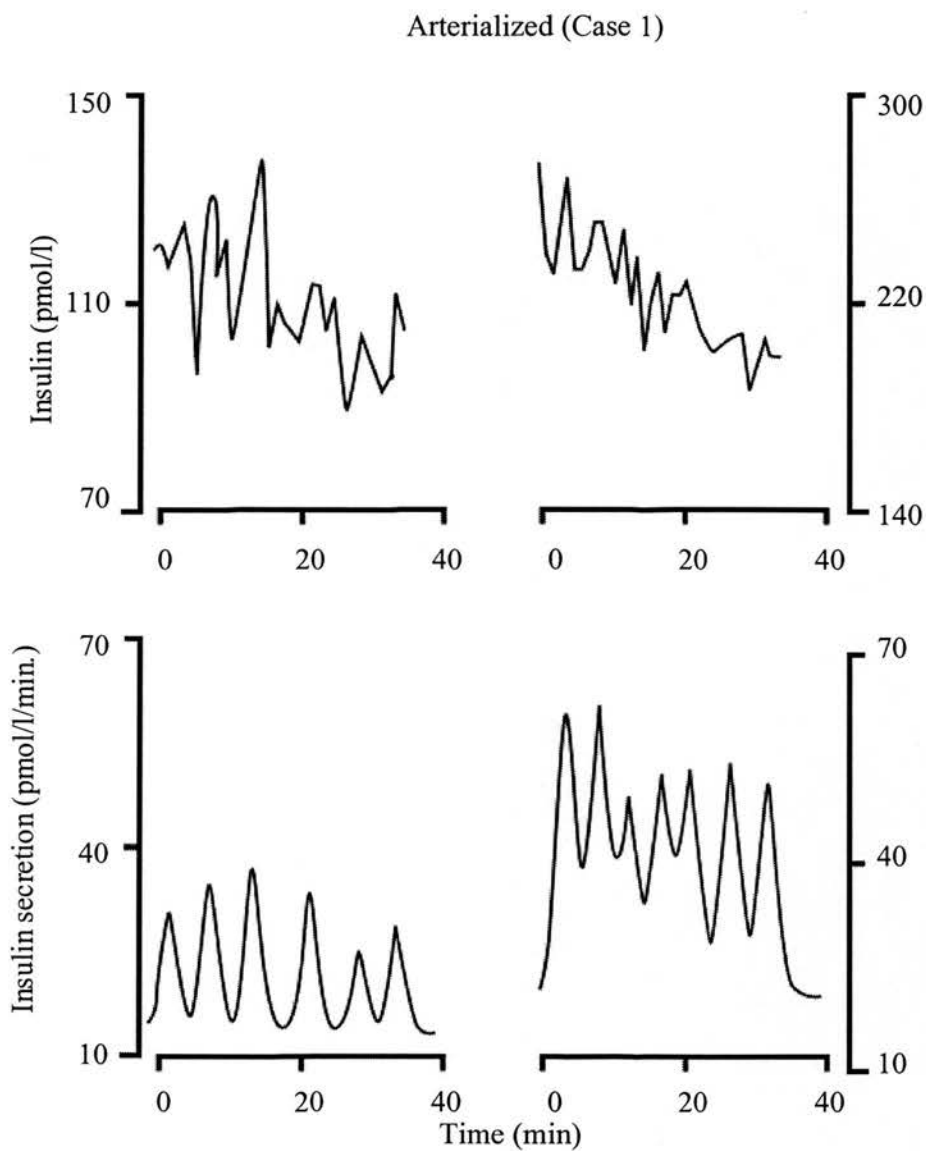 Arterialized (Case 1)
150
110
70
Insulin (pmol/l)
0 20 40
300
220
140
0 20 40
70
40
10
Insulin secretion (pmol/l/min.)
0 20 40
70
40
10
0 20 40
Time (min)